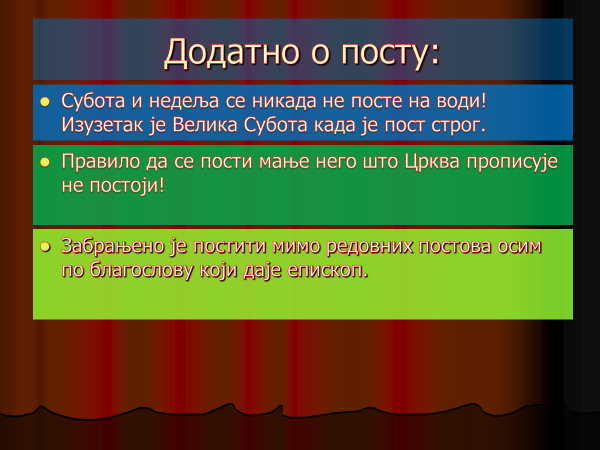 Додатно о посту:
Субота и недеља се никада не посте на води!
Изузетак је Велика Субота када је пост строг.
Правило да се пости мање него што Црква прописује
не постоји!
Забрањено је постити мимо редовних постова осим
по благослову који даје епископ.